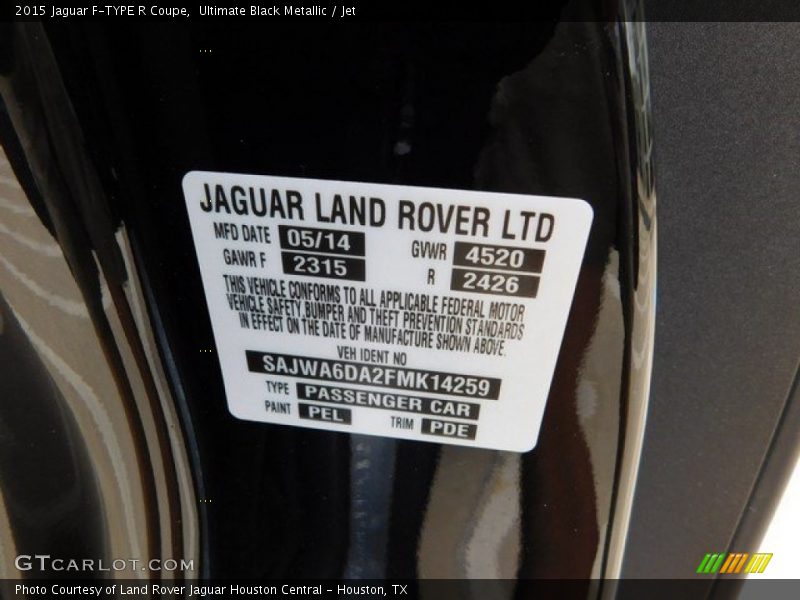 2015 Jaguar F-TYPE R Coupe, Ultimate Black Metallic / Jet
JAGUAR LAND ROVER LTD
MFD DATE 05/14 GVWR 4520
GAWR F 2315 R 2426
THIS VEHICLE CONFORMS TO ALL APPLICABLE FEDERAL MOTOR
VEHICLE SAFETY, BUMPER AND THEFT PREVENTION STANDARDS
IN EFFECT ON THE DATE OF MANUFACTURE SHOWN ABOVE.
VEH IDENT NO
SAJWA6DA2FMK14259
TYPE PASSENGER CAR
PAINT PEL TRIM PDE
GTCARLOT.COM
Photo Courtesy of Land Rover Jaguar Houston Central - Houston, TX